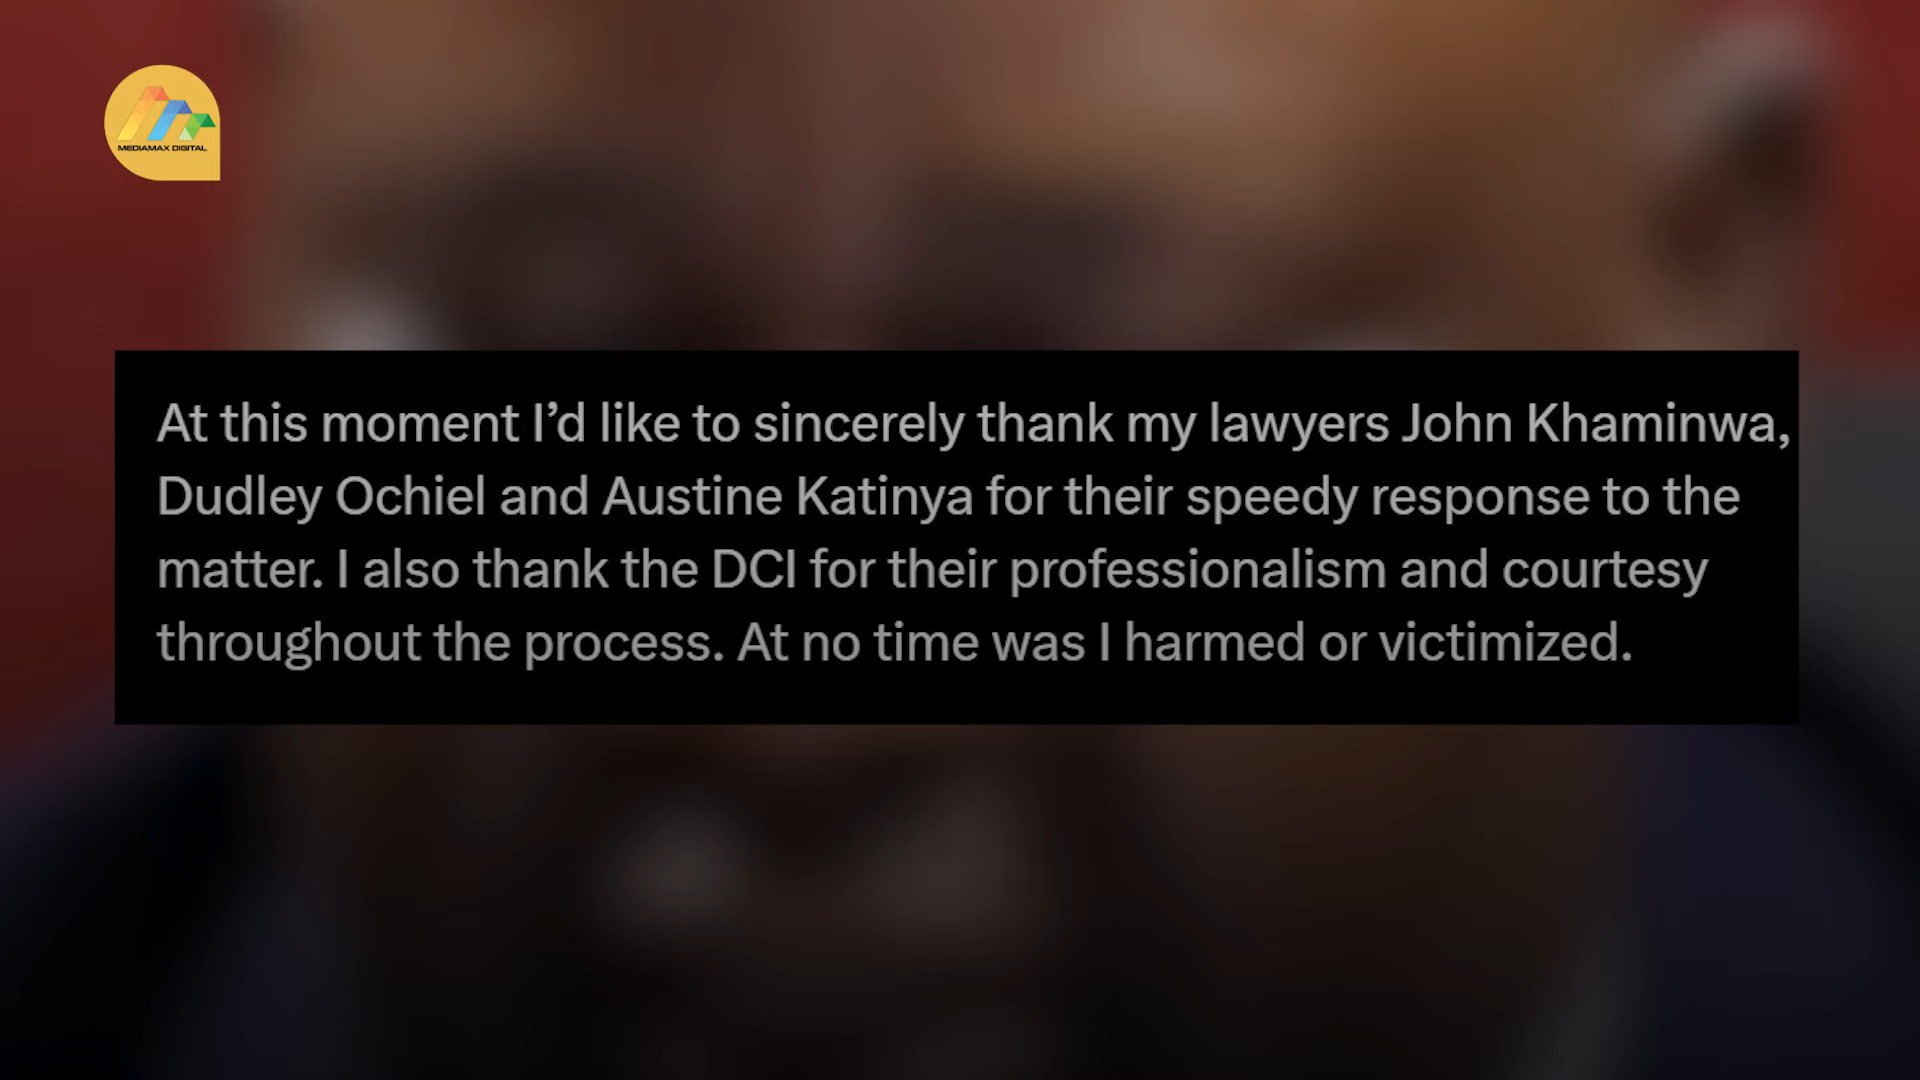 MEDIAMAX DIGITAL
At this moment I’d like to sincerely thank my lawyers John Khaminwa,
Dudley Ochiel and Austine Katinya for their speedy response to the
matter. I also thank the DCI for their professionalism and courtesy
throughout the process. At no time was I harmed or victimized.